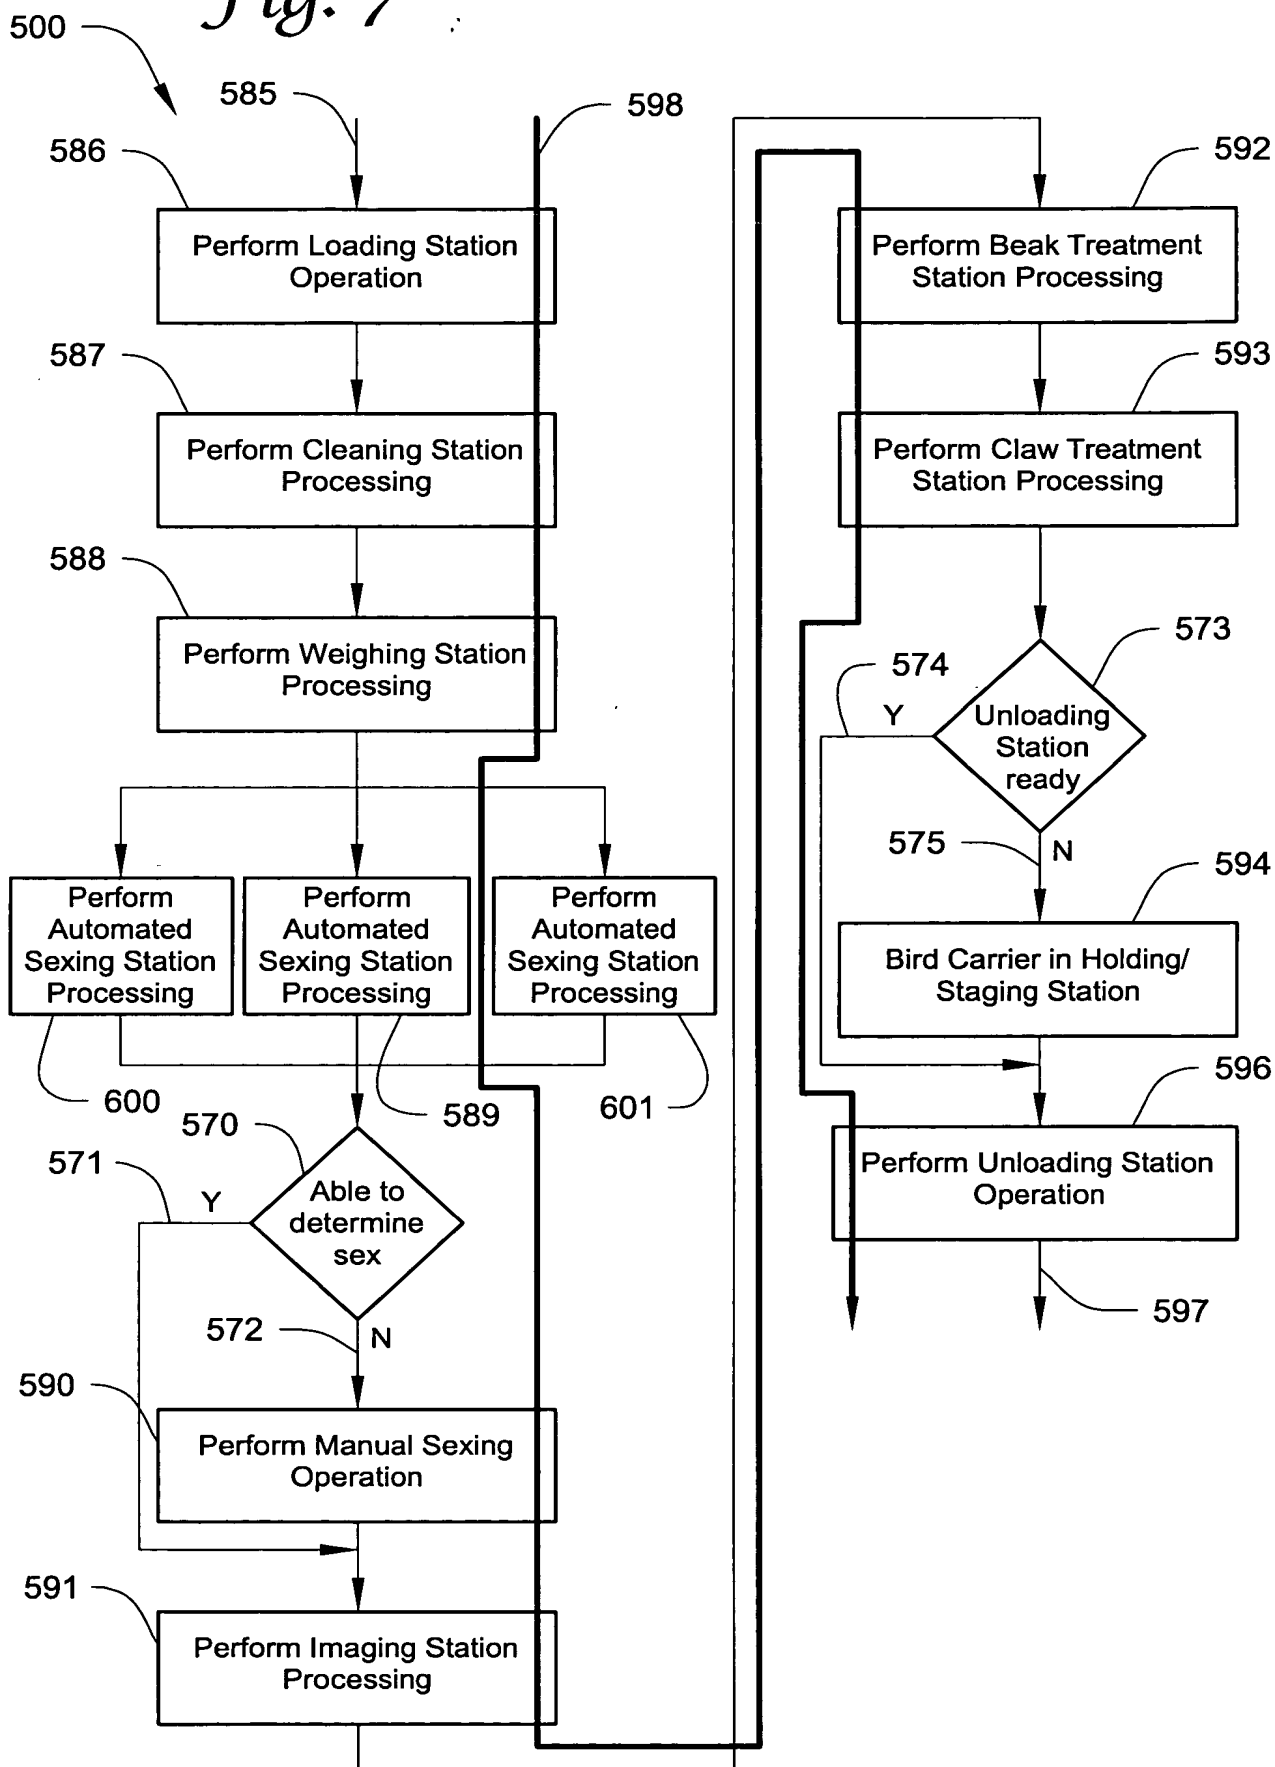 Fig. 7
500
585
598
586
Perform Loading Station
Operation
587
Perform Cleaning Station
Processing
588
Perform Weighing Station
Processing
Perform
Automated
Sexing Station
Processing
600
Perform
Automated
Sexing Station
Processing
589
Perform
Automated
Sexing Station
Processing
601
570
571
Y
Able to
determine
sex
572
N
590
Perform Manual Sexing
Operation
591
Perform Imaging Station
Processing
592
Perform Beak Treatment
Station Processing
593
Perform Claw Treatment
Station Processing
573
574
Y
Unloading
Station
ready
575
N
594
Bird Carrier in Holding/
Staging Station
596
Perform Unloading Station
Operation
597